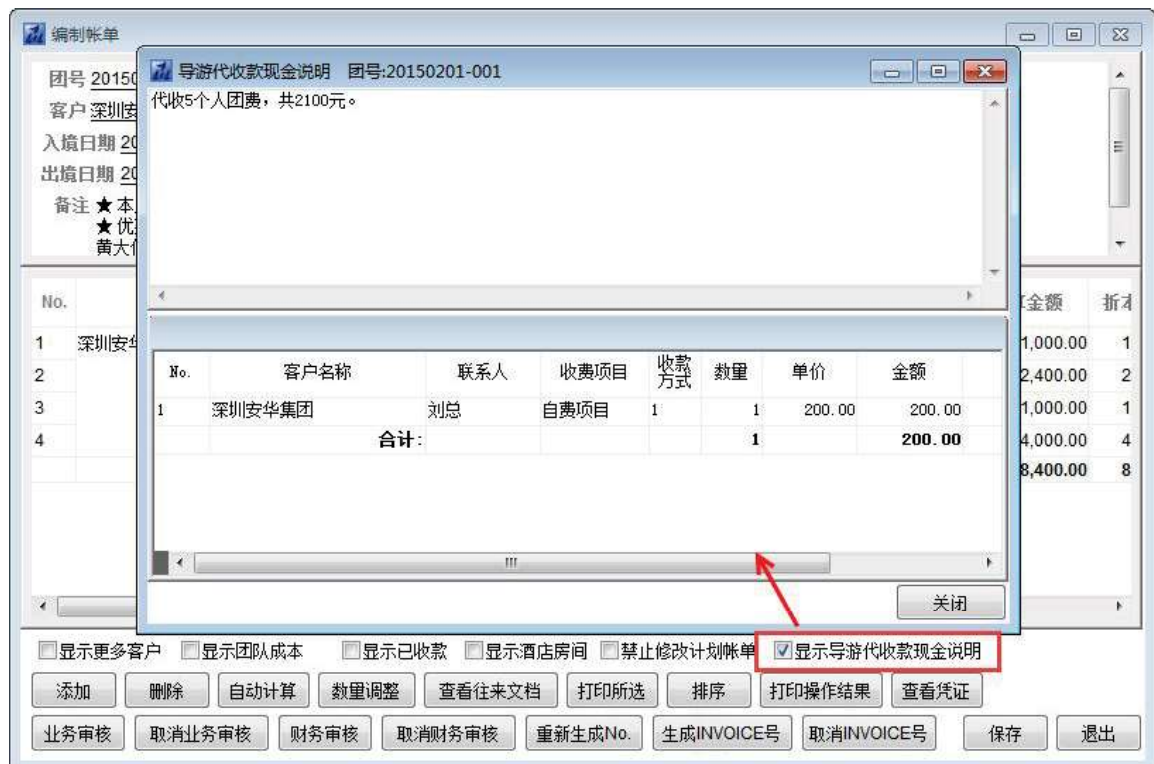 编制帐单
导游代收款现金说明 团号:20150201-001
团号 20150
代收5个人团费，共2100元。
客户 深圳安
入境日期 20
出境日期 20
备注 ★ 本
★ 优
黄大
No. 金额 折本
1 深圳安华 1,000.00 1
2 2,400.00 2
3 1,000.00 1
4 4,000.00 4
8,400.00 8
No. 客户名称 联系人 收费项目 收款方式 数量 单价 金额
1 深圳安华集团 刘总 自费项目 1 1 200.00 200.00
合计: 1 200.00
关闭
显示更多客户 显示团队成本 显示已收款 显示酒店房间 禁止修改计划帐单 显示导游代收款现金说明
添加 删除 自动计算 数量调整 查看往来文档 打印所选 排序 打印操作结果 查看凭证
业务审核 取消业务审核 财务审核 取消财务审核 重新生成No. 生成INVOICE号 取消INVOICE号 保存 退出